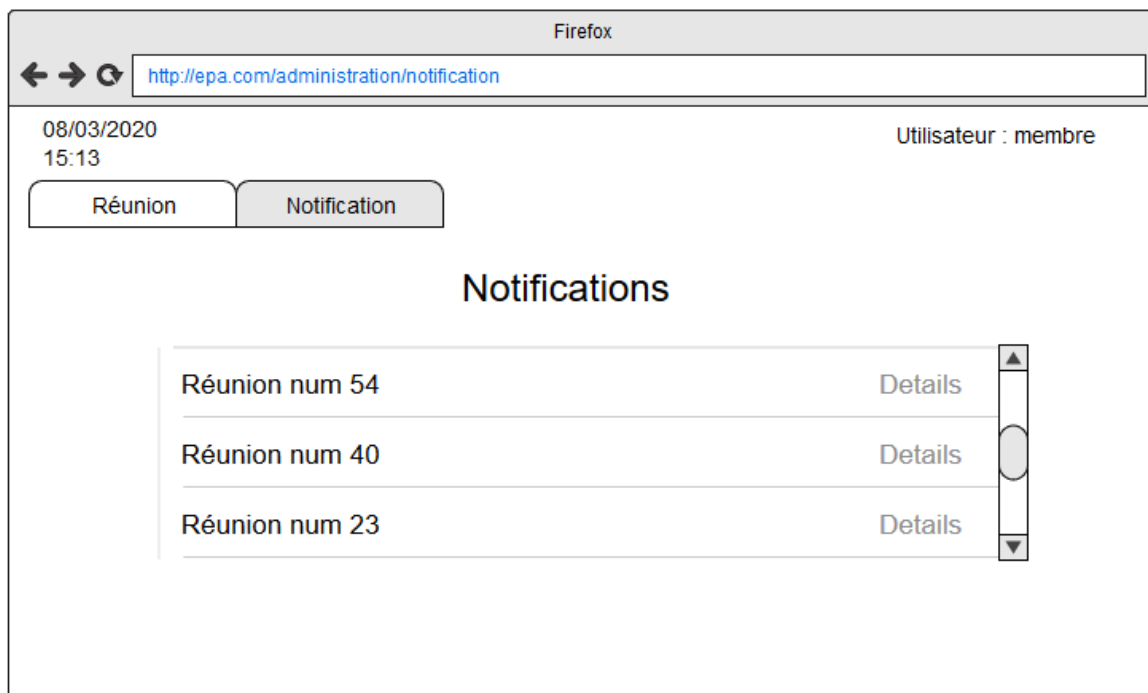 Firefox
http://epa.com/administration/notification
08/03/2020
15:13
Utilisateur : membre
Réunion
Notification
Notifications
Réunion num 54
Details
Réunion num 40
Details
Réunion num 23
Details